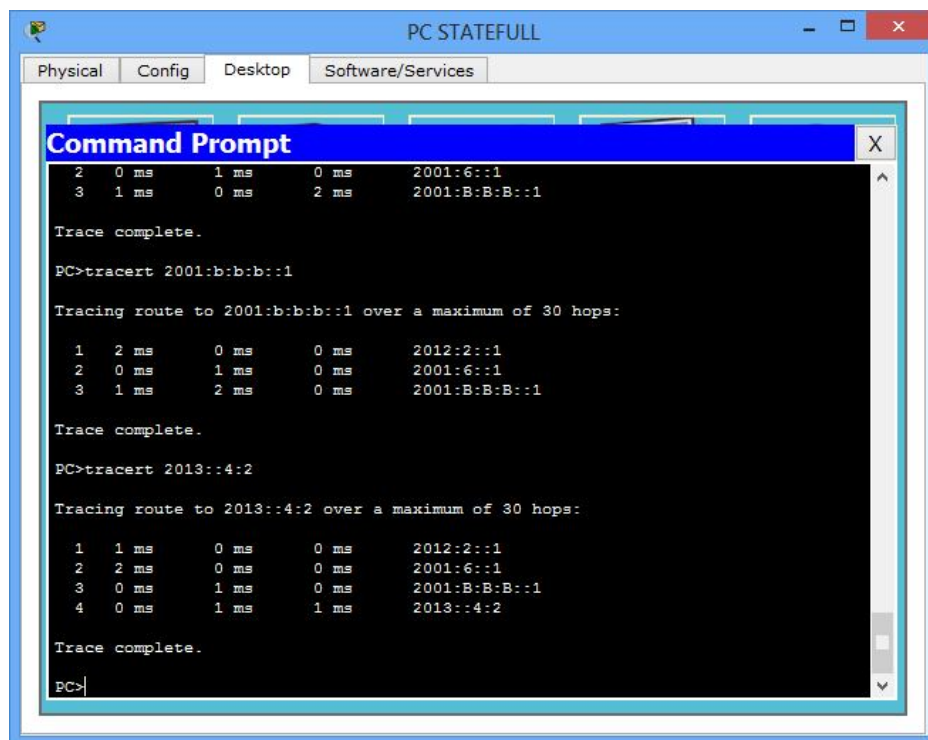 PC STATEFULL
Physical Config Desktop Software/Services
Command Prompt X
2 0 ms 1 ms 0 ms 2001:6::1
3 1 ms 0 ms 2 ms 2001:B:B:B::1
Trace complete.
PC>tracert 2001:b:b:b::1
Tracing route to 2001:b:b:b::1 over a maximum of 30 hops:
1 2 ms 0 ms 0 ms 2012:2::1
2 0 ms 1 ms 0 ms 2001:6::1
3 1 ms 2 ms 0 ms 2001:B:B:B::1
Trace complete.
PC>tracert 2013::4:2
Tracing route to 2013::4:2 over a maximum of 30 hops:
1 1 ms 0 ms 0 ms 2012:2::1
2 2 ms 0 ms 0 ms 2001:6::1
3 0 ms 1 ms 0 ms 2001:B:B:B::1
4 0 ms 1 ms 1 ms 2013::4:2
Trace complete.
PC>